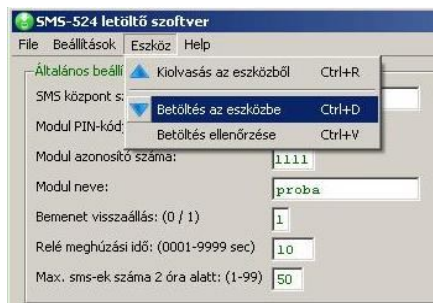 SMS-524 letöltő szoftver
File Beállítások Eszköz Help
Általános beállí
Kiolvasás az eszközből Ctrl+R
SMS központ
Betöltés az eszközbe Ctrl+D
Modul PIN-kód
Betöltés ellenőrzése Ctrl+V
Modul azonosító száma: 1111
Modul neve: proba
Bemenet visszaállás: (0 / 1) 1
Relé meghúzási idő: (0001-9999 sec) 10
Max. sms-ek száma 2 óra alatt: (1-99) 50